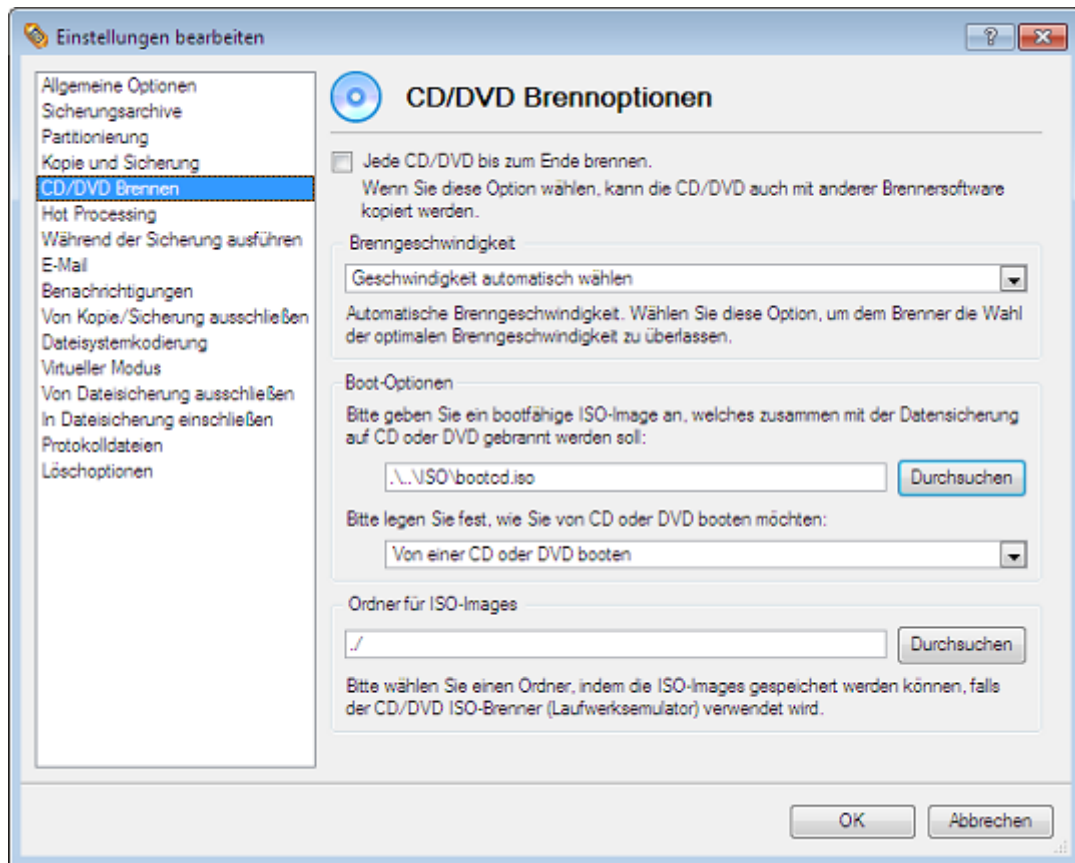 Einstellungen bearbeiten
Allgemeine Optionen
Sicherungsarchive
Partitionierung
Kopie und Sicherung
CD/DVD Brennen
Hot Processing
Während der Sicherung ausführen
E-Mail
Benachrichtigungen
Von Kopie/Sicherung ausschließen
Dateisystemkodierung
Virtueller Modus
Von Dateisicherung ausschließen
In Dateisicherung einschließen
Protokolldateien
Löschoptionen
CD/DVD Brennoptionen
Jede CD/DVD bis zum Ende brennen.
Wenn Sie diese Option wählen, kann die CD/DVD auch mit anderer Brennersoftware
kopiert werden.
Brenngeschwindigkeit
Geschwindigkeit automatisch wählen
Automatische Brenngeschwindigkeit. Wählen Sie diese Option, um dem Brenner die Wahl
der optimalen Brenngeschwindigkeit zu überlassen.
Boot-Optionen
Bitte geben Sie ein bootfähige ISO-Image an, welches zusammen mit der Datensicherung
auf CD oder DVD gebrannt werden soll:
.\..\ISO\bootcd.iso
Durchsuchen
Bitte legen Sie fest, wie Sie von CD oder DVD booten möchten:
Von einer CD oder DVD booten
Ordner für ISO-Images
./
Durchsuchen
Bitte wählen Sie einen Ordner, indem die ISO-Images gespeichert werden können, falls
der CD/DVD ISO-Brenner (Laufwerksemulator) verwendet wird.
OK
Abbrechen